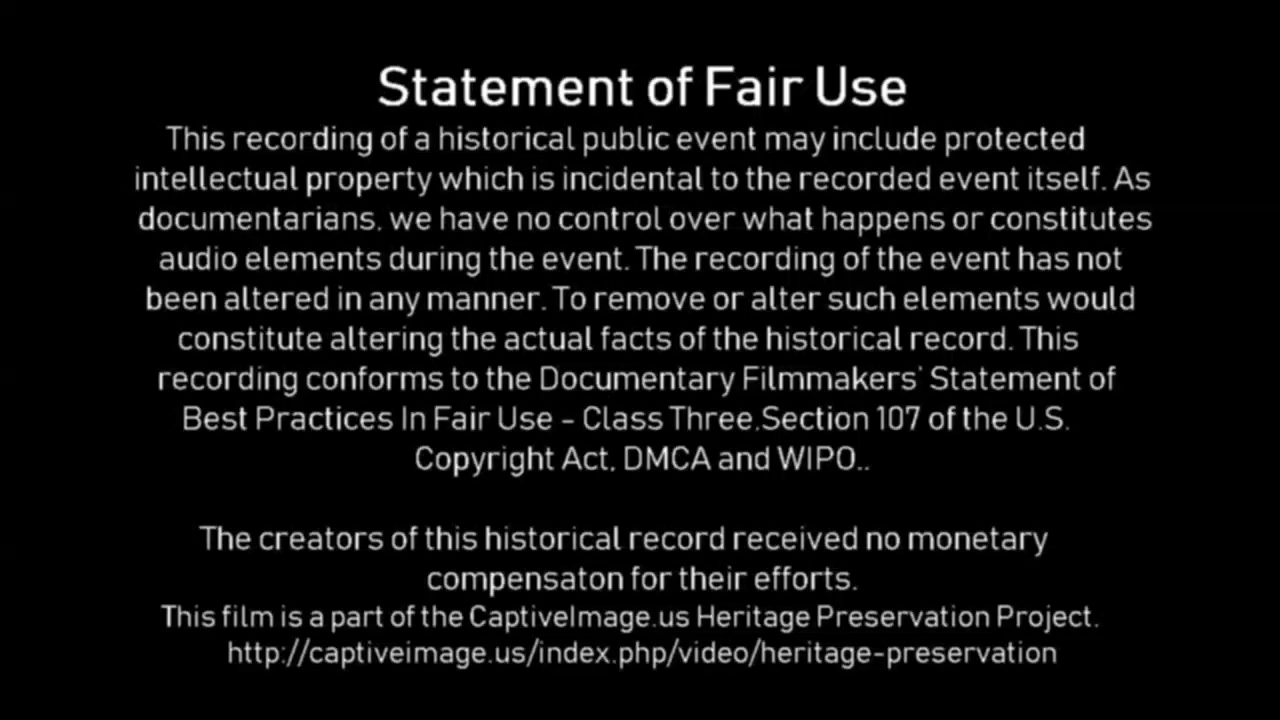 Statement of Fair Use
This recording of a historical public event may include protected
intellectual property which is incidental to the recorded event itself. As
documentarians, we have no control over what happens or constitutes
audio elements during the event. The recording of the event has not
been altered in any manner. To remove or alter such elements would
constitute altering the actual facts of the historical record. This
recording conforms to the Documentary Filmmakers' Statement of
Best Practices In Fair Use - Class Three,Section 107 of the U.S.
Copyright Act, DMCA and WIPO..
The creators of this historical record received no monetary
compensaton for their efforts.
This film is a part of the CaptiveImage.us Heritage Preservation Project.
http://captiveimage.us/index.php/video/heritage-preservation